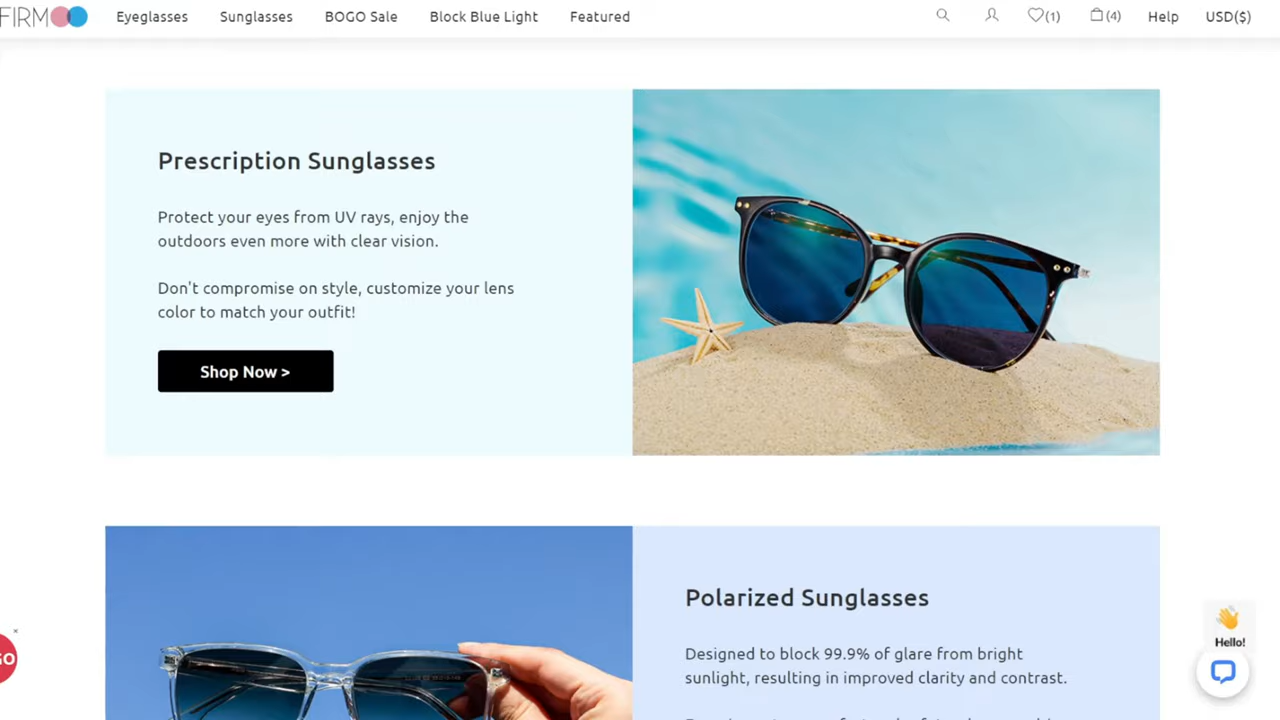 FIRMOO
Eyeglasses
Sunglasses
BOGO Sale
Block Blue Light
Featured
(1)
(4)
Help
USD($)
Prescription Sunglasses
Protect your eyes from UV rays, enjoy the
outdoors even more with clear vision.
Don't compromise on style, customize your lens
color to match your outfit!
Shop Now >
Polarized Sunglasses
Designed to block 99.9% of glare from bright
sunlight, resulting in improved clarity and contrast.
GO
×
Hello!